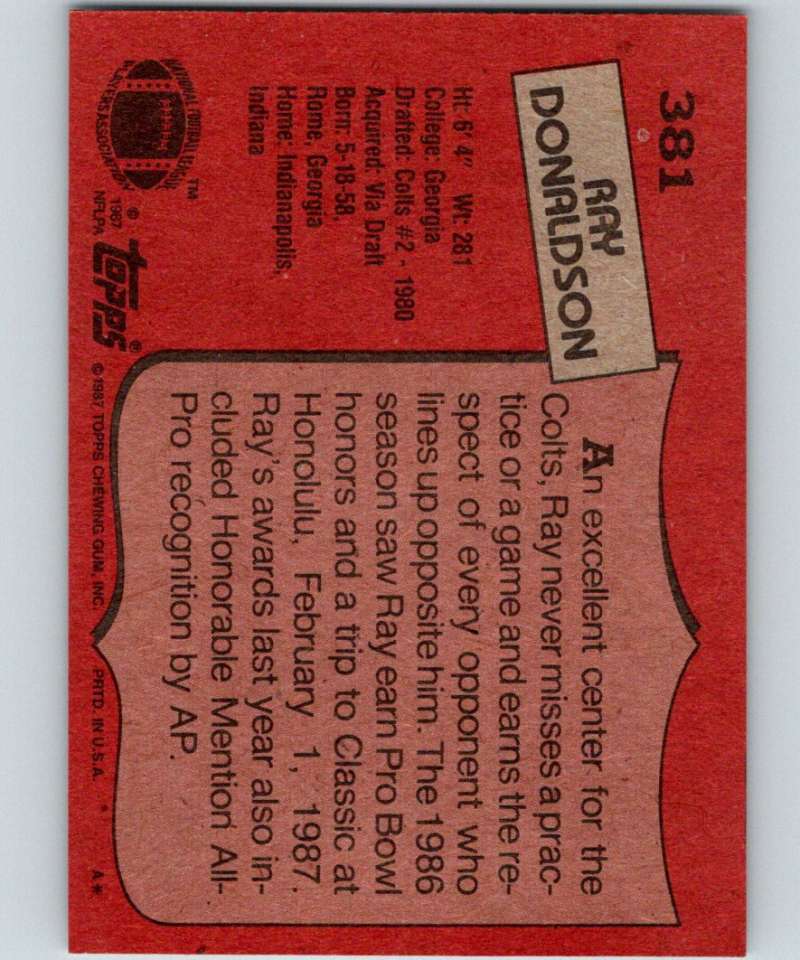 381
RAY
DONALDSON
Ht: 6' 4" Wt: 281
College: Georgia
Drafted: Colts #2 - 1980
Acquired: Via Draft
Born: 5-18-58,
Rome, Georgia
Home: Indianapolis,
Indiana
An excellent center for the
Colts, Ray never misses a prac-
tice or a game and earns the re-
spect of every opponent who
lines up opposite him. The 1986
season saw Ray earn Pro Bowl
honors and a trip to Classic at
Honolulu, February 1, 1987.
Ray's awards last year also in-
cluded Honorable Mention All-
Pro recognition by AP.
NATIONAL FOOTBALL LEAGUE
PLAYERS ASSOCIATION
TM
© 1987
NFLPA
topps®
©1987 TOPPS CHEWING GUM, INC. PRTD. IN U.S.A. * A*